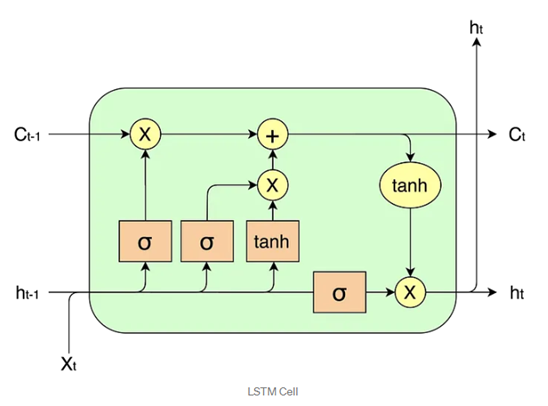 ht
Ct-1
X
+
Ct
X
tanh
σ
σ
tanh
ht-1
σ
X
ht
Xt
LSTM Cell